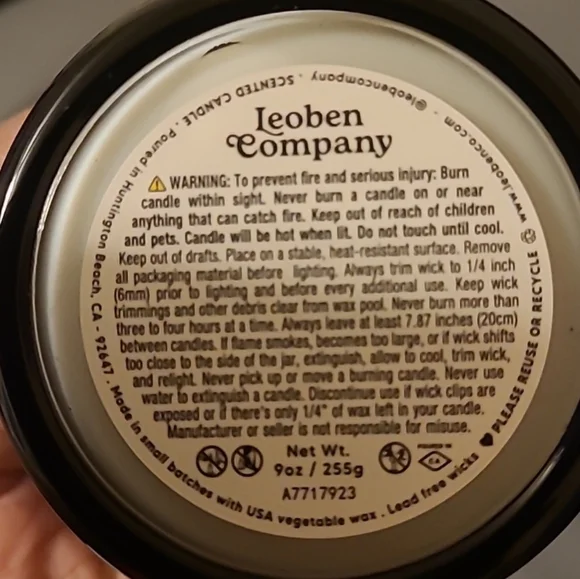 Leoben
Company
⚠ WARNING: To prevent fire and serious injury: Burn
candle within sight. Never burn a candle on or near
anything that can catch fire. Keep out of reach of children
and pets. Candle will be hot when lit. Do not touch until cool.
Keep out of drafts. Place on a stable, heat-resistant surface. Remove
all packaging material before lighting. Always trim wick to 1/4 inch
(6mm) prior to lighting and before every additional use. Keep wick
trimmings and other debris clear from wax pool. Never burn more than
three to four hours at a time. Always leave at least 7.87 inches (20cm)
between candles. If flame smokes, becomes too large, or if wick shifts
too close to the side of the jar, extinguish, allow to cool, trim wick,
and relight. Never pick up or move a burning candle. Never use
water to extinguish a candle. Discontinue use if wick clips are
exposed or if there's only 1/4" of wax left in your candle.
Manufacturer or seller is not responsible for misuse.
Net Wt.
9oz / 255g
A7717923
CA
SCENTED CANDLE . Poured in Huntington Beach, CA - 92647 . Made in small batches with USA vegetable wax . Lead free wicks ♥ PLEASE REUSE OR RECYCLE ♲ www.leobenco.com . @leobencompany .